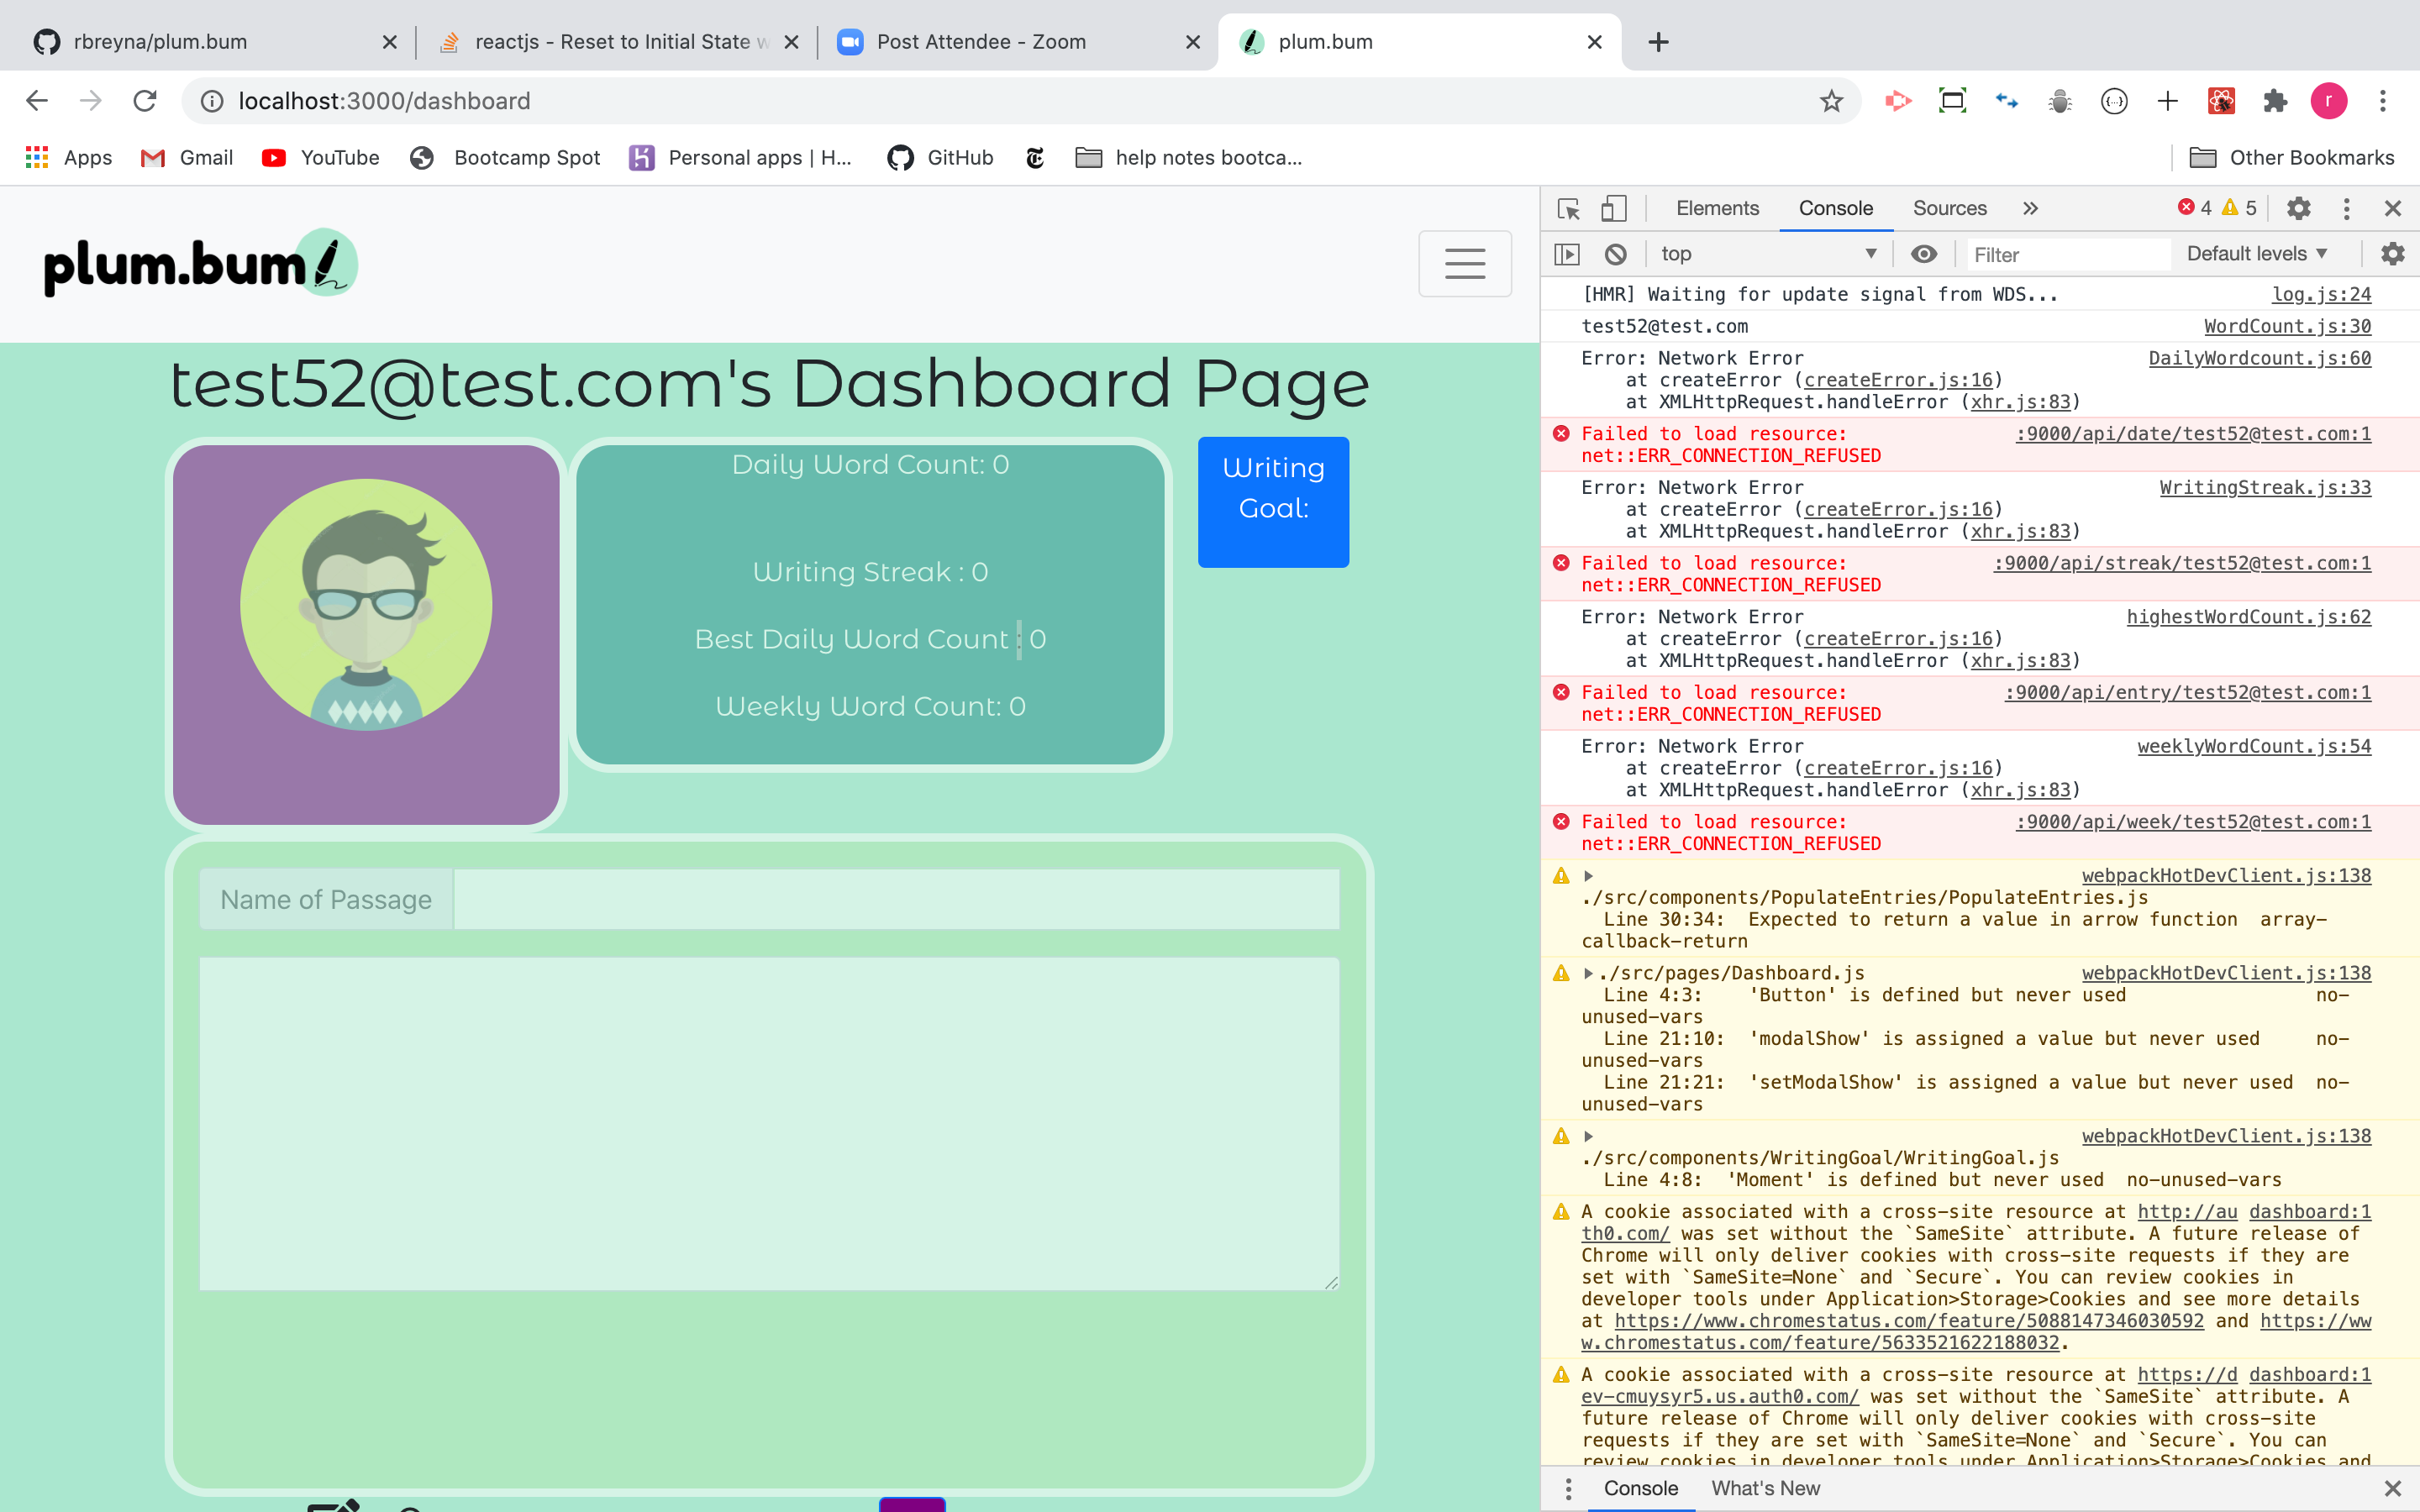 rbreyna/plum.bum
reactjs - Reset to Initial State w
Post Attendee - Zoom
plum.bum
localhost:3000/dashboard
r
Apps
Gmail
YouTube
Bootcamp Spot
Personal apps | H...
GitHub
help notes bootca...
Other Bookmarks
plum.bum
test52@test.com's Dashboard Page
Daily Word Count: 0
Writing Streak : 0
Best Daily Word Count : 0
Weekly Word Count: 0
Writing
Goal:
Name of Passage
Elements Console Sources
4 5
top Filter Default levels
[HMR] Waiting for update signal from WDS... log.js:24
test52@test.com WordCount.js:30
Error: Network Error DailyWordcount.js:60
at createError (createError.js:16)
at XMLHttpRequest.handleError (xhr.js:83)
Failed to load resource: :9000/api/date/test52@test.com:1
net::ERR_CONNECTION_REFUSED
Error: Network Error WritingStreak.js:33
at createError (createError.js:16)
at XMLHttpRequest.handleError (xhr.js:83)
Failed to load resource: :9000/api/streak/test52@test.com:1
net::ERR_CONNECTION_REFUSED
Error: Network Error highestWordCount.js:62
at createError (createError.js:16)
at XMLHttpRequest.handleError (xhr.js:83)
Failed to load resource: :9000/api/entry/test52@test.com:1
net::ERR_CONNECTION_REFUSED
Error: Network Error weeklyWordCount.js:54
at createError (createError.js:16)
at XMLHttpRequest.handleError (xhr.js:83)
Failed to load resource: :9000/api/week/test52@test.com:1
net::ERR_CONNECTION_REFUSED
webpackHotDevClient.js:138
./src/components/PopulateEntries/PopulateEntries.js
Line 30:34: Expected to return a value in arrow function array-
callback-return
./src/pages/Dashboard.js webpackHotDevClient.js:138
Line 4:3: 'Button' is defined but never used no-
unused-vars
Line 21:10: 'modalShow' is assigned a value but never used no-
unused-vars
Line 21:21: 'setModalShow' is assigned a value but never used no-
unused-vars
webpackHotDevClient.js:138
./src/components/WritingGoal/WritingGoal.js
Line 4:8: 'Moment' is defined but never used no-unused-vars
A cookie associated with a cross-site resource at http://au dashboard:1
th0.com/ was set without the `SameSite` attribute. A future release of
Chrome will only deliver cookies with cross-site requests if they are
set with `SameSite=None` and `Secure`. You can review cookies in
developer tools under Application>Storage>Cookies and see more details
at https://www.chromestatus.com/feature/5088147346030592 and https://ww
w.chromestatus.com/feature/5633521622188032.
A cookie associated with a cross-site resource at https://d dashboard:1
ev-cmuysyr5.us.auth0.com/ was set without the `SameSite` attribute. A
future release of Chrome will only deliver cookies with cross-site
requests if they are set with `SameSite=None` and `Secure`. You can
review cookies in developer tools under Application>Storage>Cookies and
Console What's New